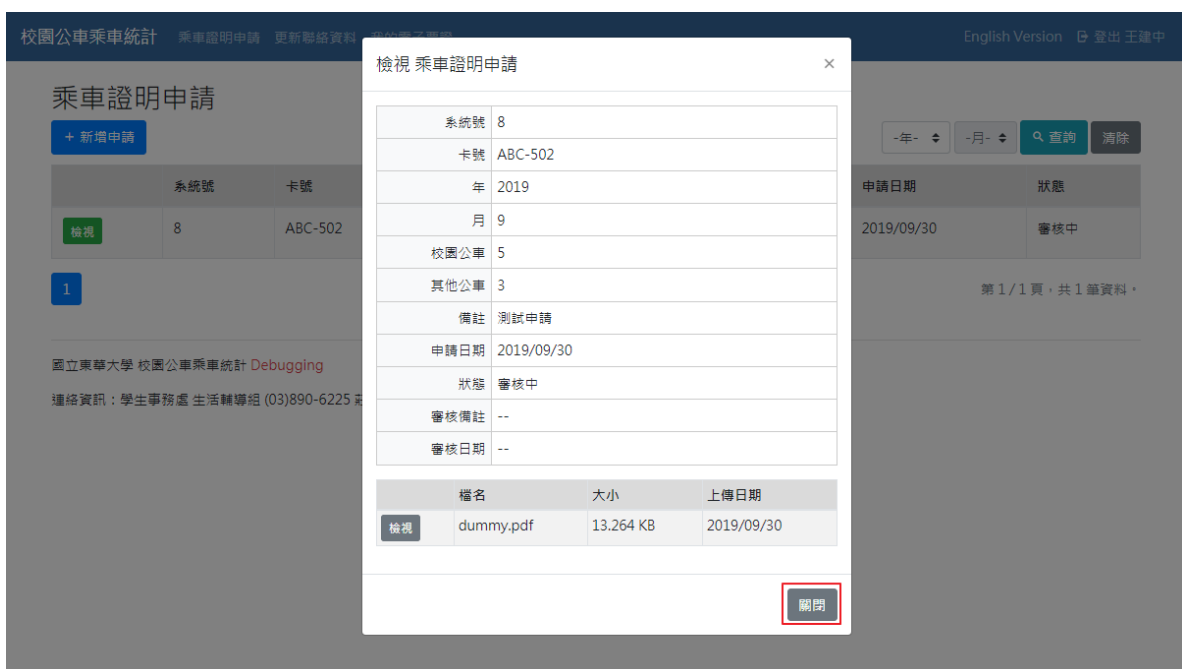 校園公車乘車統計 乘車證明申請 更新聯絡資料 我的電子票證 English Version 登出 王建中
檢視 乘車證明申請 ×
乘車證明申請
+ 新增申請 -年- -月- 查詢 清除
系統號 卡號 申請日期 狀態
檢視 8 ABC-502 2019/09/30 審核中
1 第 1 / 1 頁，共 1 筆資料。
國立東華大學 校園公車乘車統計 Debugging
連絡資訊：學生事務處 生活輔導組 (03)890-6225
系統號 8
卡號 ABC-502
年 2019
月 9
校園公車 5
其他公車 3
備註 測試申請
申請日期 2019/09/30
狀態 審核中
審核備註 --
審核日期 --
檔名 大小 上傳日期
檢視 dummy.pdf 13.264 KB 2019/09/30
關閉